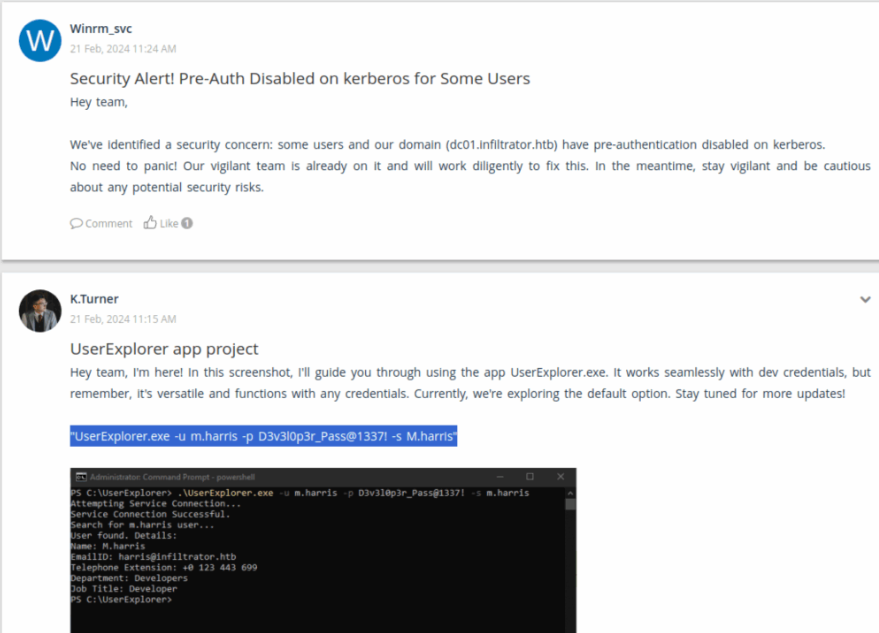 W
Winrm_svc
21 Feb, 2024 11:24 AM
Security Alert! Pre-Auth Disabled on kerberos for Some Users
Hey team,
We've identified a security concern: some users and our domain (dc01.infiltrator.htb) have pre-authentication disabled on kerberos.
No need to panic! Our vigilant team is already on it and will work diligently to fix this. In the meantime, stay vigilant and be cautious
about any potential security risks.
Comment Like 1
K.Turner
21 Feb, 2024 11:15 AM
UserExplorer app project
Hey team, I'm here! In this screenshot, I'll guide you through using the app UserExplorer.exe. It works seamlessly with dev credentials, but
remember, it's versatile and functions with any credentials. Currently, we're exploring the default option. Stay tuned for more updates!
"UserExplorer.exe -u m.harris -p D3v3l0p3r_Pass@1337! -s M.harris"
Administrator: Command Prompt - powershell
PS C:\UserExplorer> .\UserExplorer.exe -u m.harris -p D3v3l0p3r_Pass@1337! -s m.harris
Attempting Service Connection...
Service Connection Successful.
Search for m.harris user...
User found. Details:
Name: M.harris
EmailID: harris@infiltrator.htb
Telephone Extension: +0 123 443 699
Department: Developers
Job Title: Developer
PS C:\UserExplorer>